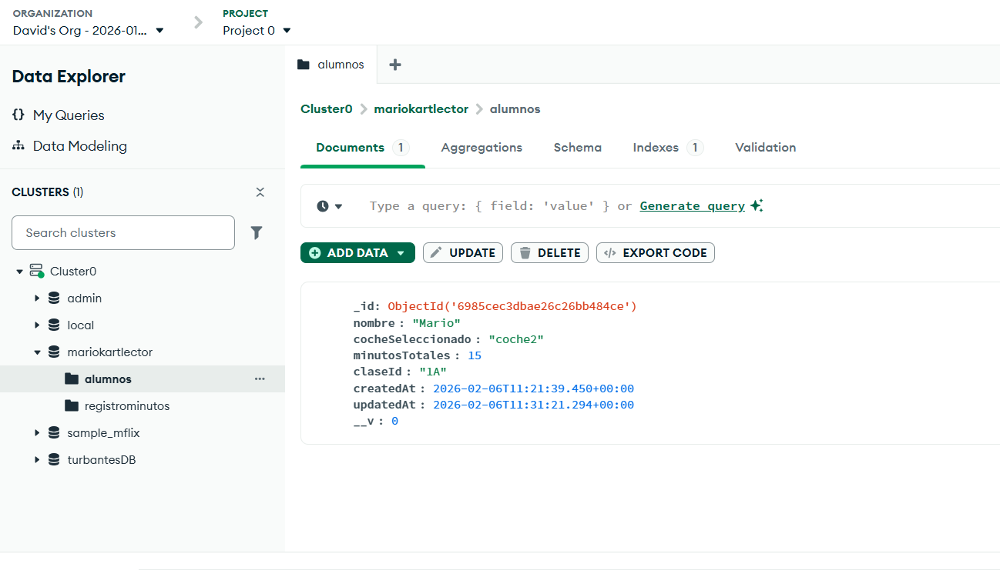 ORGANIZATION
David's Org - 2026-01...
PROJECT
Project 0
Data Explorer
My Queries
Data Modeling
CLUSTERS (1)
Search clusters
Cluster0
admin
local
mariokartlector
alumnos
registrominutos
sample_mflix
turbantesDB
alumnos
Cluster0 > mariokartlector > alumnos
Documents 1 Aggregations Schema Indexes 1 Validation
Type a query: { field: 'value' } or Generate query
ADD DATA UPDATE DELETE EXPORT CODE
_id: ObjectId('6985cec3dbae26c26bb484ce')
nombre : "Mario"
cocheSeleccionado : "coche2"
minutosTotales : 15
claseId : "1A"
createdAt : 2026-02-06T11:21:39.450+00:00
updatedAt : 2026-02-06T11:31:21.294+00:00
__v : 0